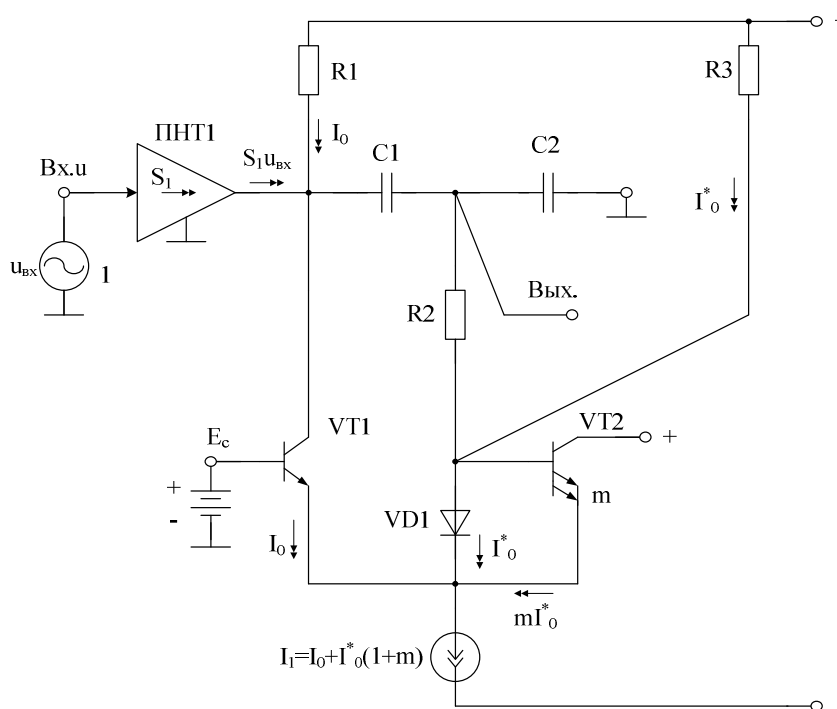 +
R1
R3
ПНТ1
I₀
S₁uвх
C1
C2
Вх.u
S₁
I*₀
uвх
1
R2
Вых.
Eс
VT1
VT2
+
+
-
m
VD1
I₀
I*₀
mI*₀
I₁=I₀+I*₀(1+m)